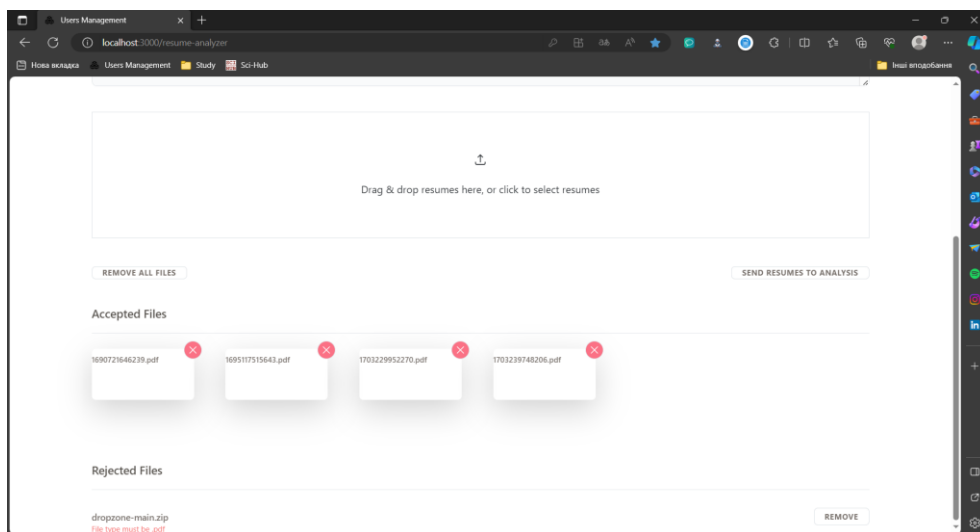 Users Management
localhost:3000/resume-analyzer
Нова вкладка
Users Management
Study
Sci-Hub
Інші вподобання
Drag & drop resumes here, or click to select resumes
REMOVE ALL FILES
SEND RESUMES TO ANALYSIS
Accepted Files
1690721646239.pdf
1695117515643.pdf
1703229952270.pdf
1703239748206.pdf
Rejected Files
dropzone-main.zip
REMOVE
File type must be .pdf